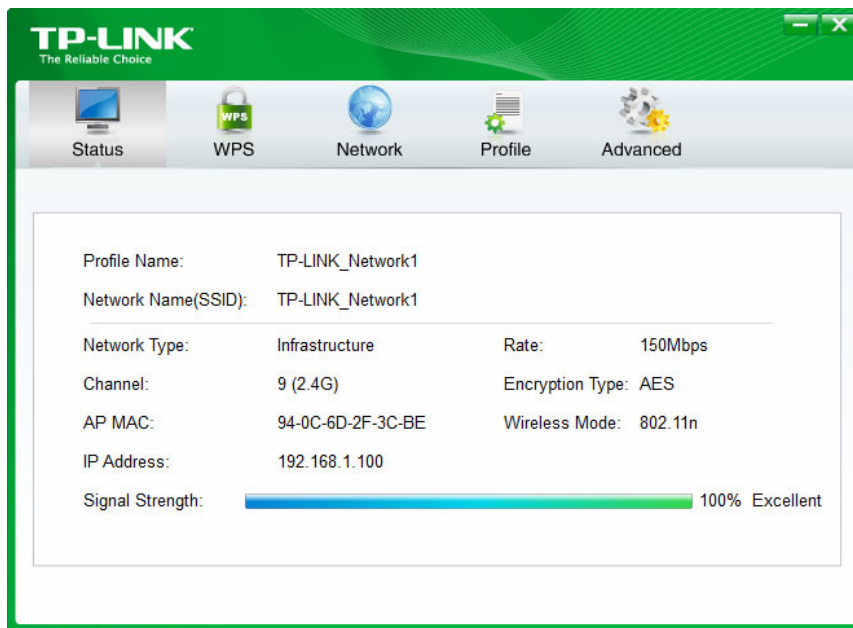 TP-LINK
The Reliable Choice
WPS
Status WPS Network Profile Advanced
Profile Name: TP-LINK_Network1
Network Name(SSID): TP-LINK_Network1
Network Type: Infrastructure Rate: 150Mbps
Channel: 9 (2.4G) Encryption Type: AES
AP MAC: 94-0C-6D-2F-3C-BE Wireless Mode: 802.11n
IP Address: 192.168.1.100
Signal Strength: 100% Excellent